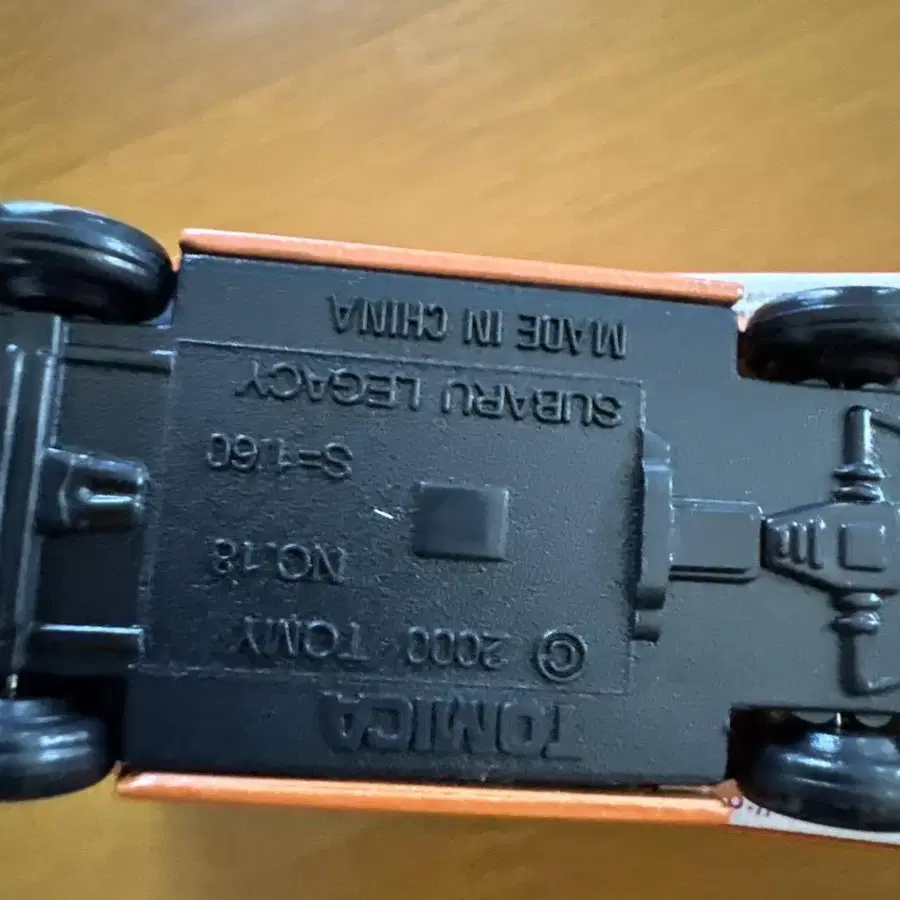 TOMICA
© 2000 TOMY
NO.18
S=1:60
SUBARU LEGACY
MADE IN CHINA